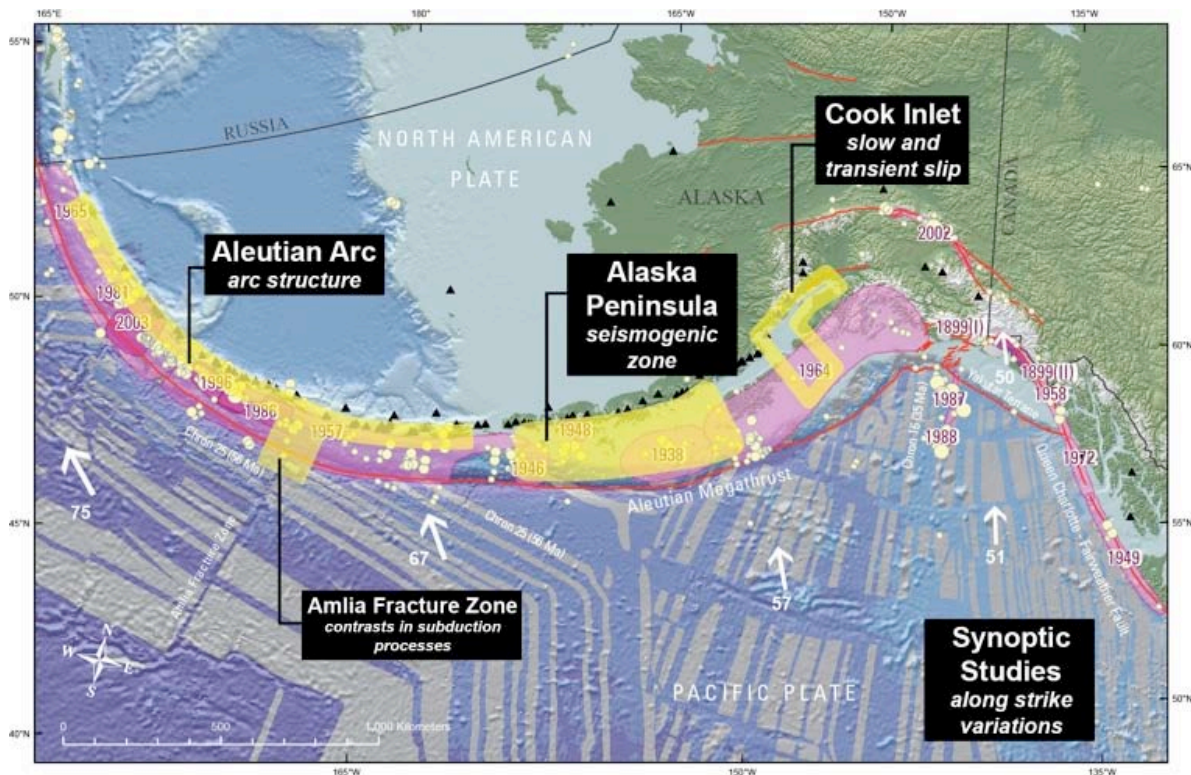 165°E
180°
165°W
150°W
135°W
55°N
RUSSIA
NORTH AMERICAN
PLATE
Cook Inlet
slow and
transient slip
ALASKA
CANADA
65°N
1965
2002
Aleutian Arc
arc structure
Alaska
Peninsula
seismogenic
zone
50°N
1981
2003
1899(I)
60°N
1996
1964
50
1899(II)
1986
1958
1957
1948
1987
1988
1946
1938
1972
Chron 25 (56 Ma)
Aleutian Megathrust
75
67
Chron 25 (56 Ma)
45°N
55°N
51
57
1949
Amlia Fracture Zone
Queen Charlotte - Fairweather Fault
Amlia Fracture Zone
contrasts in subduction
processes
Synoptic
Studies
along strike
variations
N
W
E
S
PACIFIC PLATE
50°N
0
500
1,000 Kilometers
40°N
165°W
150°W
135°W